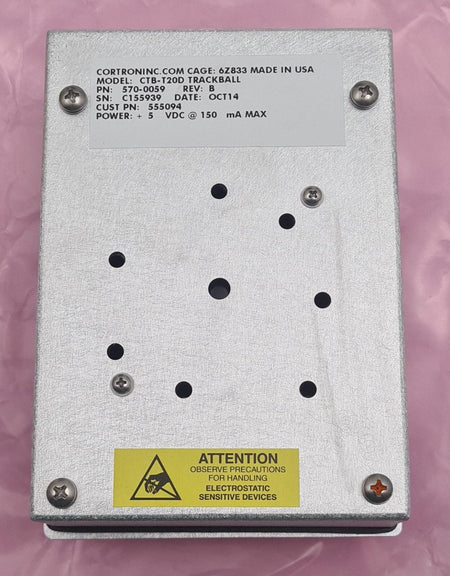 CORTRONINC.COM CAGE: 6Z833 MADE IN USA
MODEL: CTB-T20D TRACKBALL
PN: 570-0059 REV: B
SN: C155939 DATE: OCT14
CUST PN: 555094
POWER: + 5 VDC @ 150 mA MAX
ATTENTION
OBSERVE PRECAUTIONS
FOR HANDLING
ELECTROSTATIC
SENSITIVE DEVICES